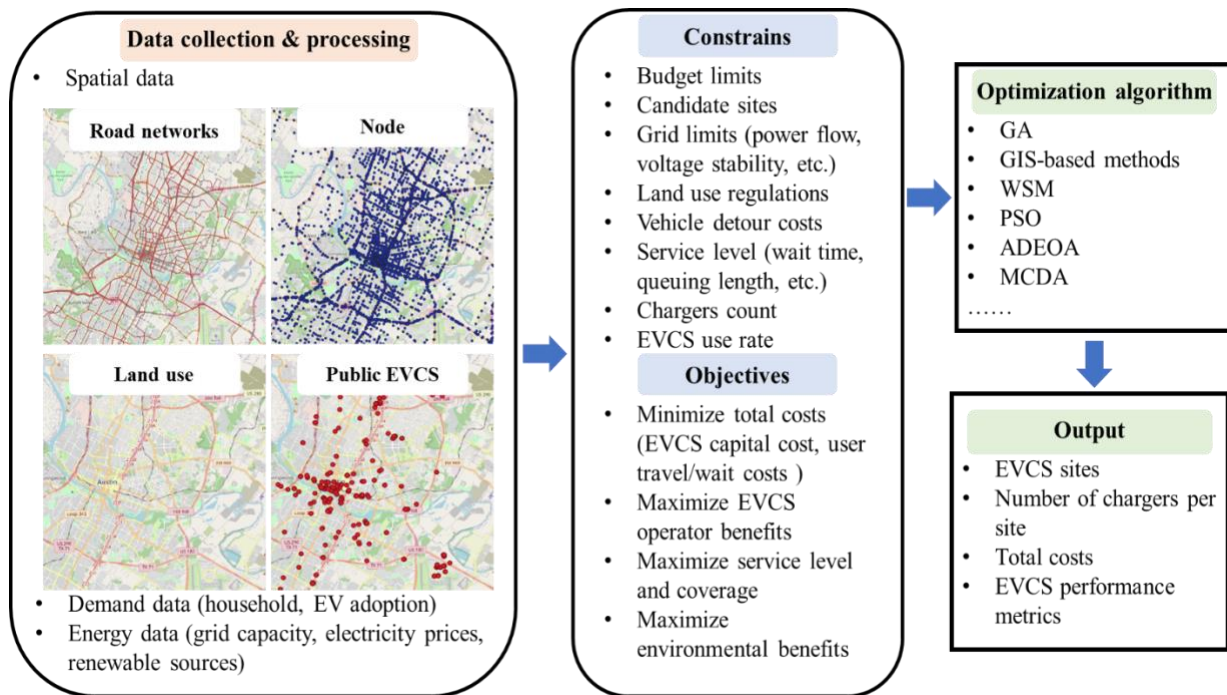 Data collection & processing
• Spatial data
Road networks
Node
Land use
Public EVCS
Austin
• Demand data (household, EV adoption)
• Energy data (grid capacity, electricity prices,
renewable sources)
Constrains
• Budget limits
• Candidate sites
• Grid limits (power flow,
voltage stability, etc.)
• Land use regulations
• Vehicle detour costs
• Service level (wait time,
queuing length, etc.)
• Chargers count
• EVCS use rate
Objectives
• Minimize total costs
(EVCS capital cost, user
travel/wait costs )
• Maximize EVCS
operator benefits
• Maximize service level
and coverage
• Maximize
environmental benefits
Optimization algorithm
• GA
• GIS-based methods
• WSM
• PSO
• ADEOA
• MCDA
……
Output
• EVCS sites
• Number of chargers per
site
• Total costs
• EVCS performance
metrics